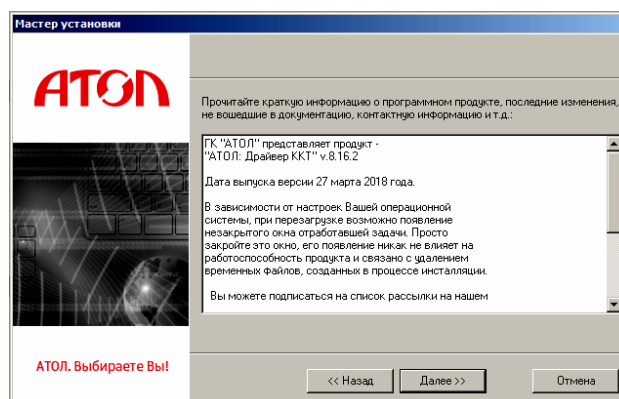 Мастер установки
АТОЛ
Прочитайте краткую информацию о программном продукте, последние изменения,
не вошедшие в документацию, контактную информацию и т.д.:
ГК "АТОЛ" представляет продукт -
"АТОЛ: Драйвер ККТ" v.8.16.2
Дата выпуска версии 27 марта 2018 года.
В зависимости от настроек Вашей операционной
системы, при перезагрузке возможно появление
незакрытого окна отработавшей задачи. Просто
закройте это окно, его появление никак не влияет на
работоспособность продукта и связано с удалением
временных файлов, созданных в процессе инсталляции.
Вы можете подписаться на список рассылки на нашем
АТОЛ. Выбираете Вы!
<< Назад
Далее >>
Отмена